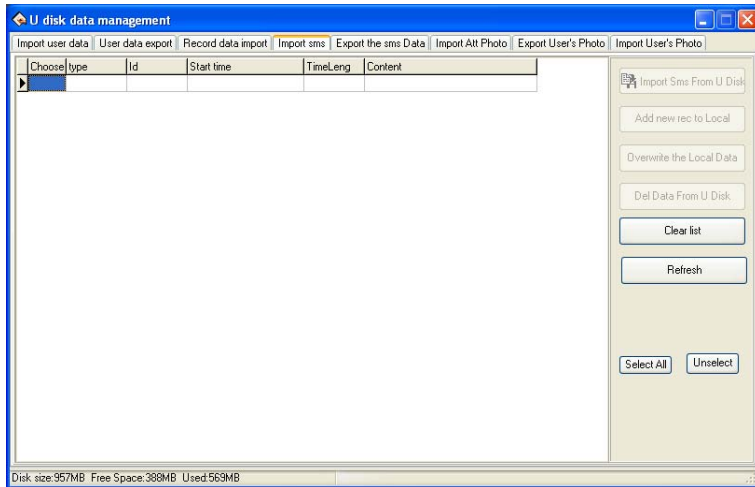 U disk data management
Import user data User data export Record data import Import sms Export the sms Data Import Att Photo Export User's Photo Import User's Photo
Choose type Id Start time TimeLeng Content
Import Sms From U Disk
Add new rec to Local
Overwrite the Local Data
Del Data From U Disk
Clear list
Refresh
Select All Unselect
Disk size:957MB Free Space:388MB Used:569MB